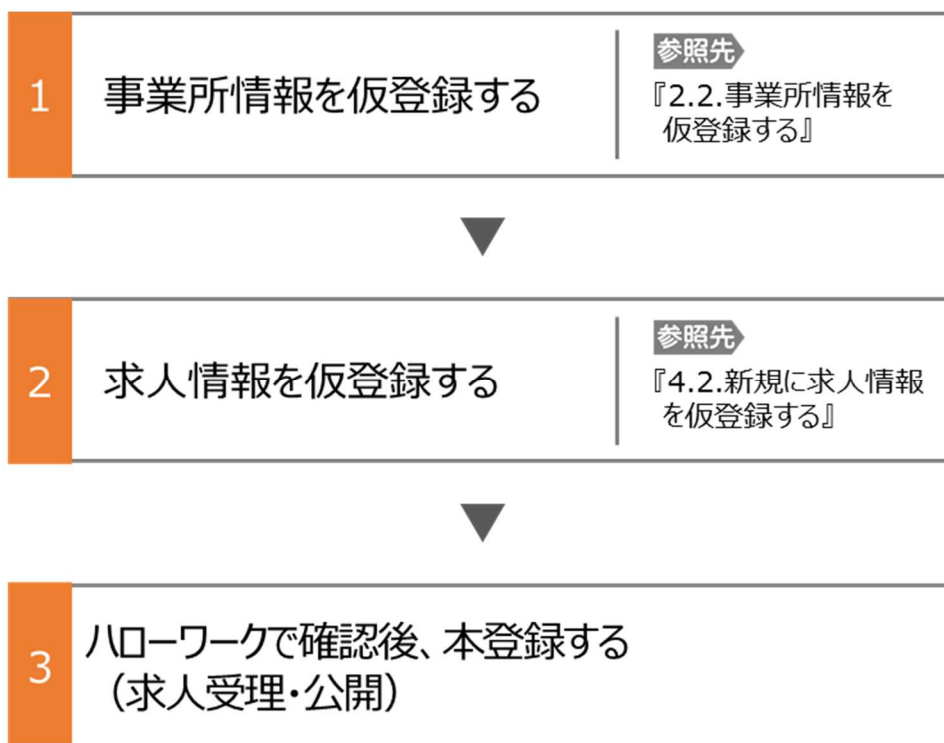 1
事業所情報を仮登録する
参照先
『2.2.事業所情報を
仮登録する』
2
求人情報を仮登録する
参照先
『4.2.新規に求人情報
を仮登録する』
3
ハローワークで確認後、本登録する
（求人受理・公開）